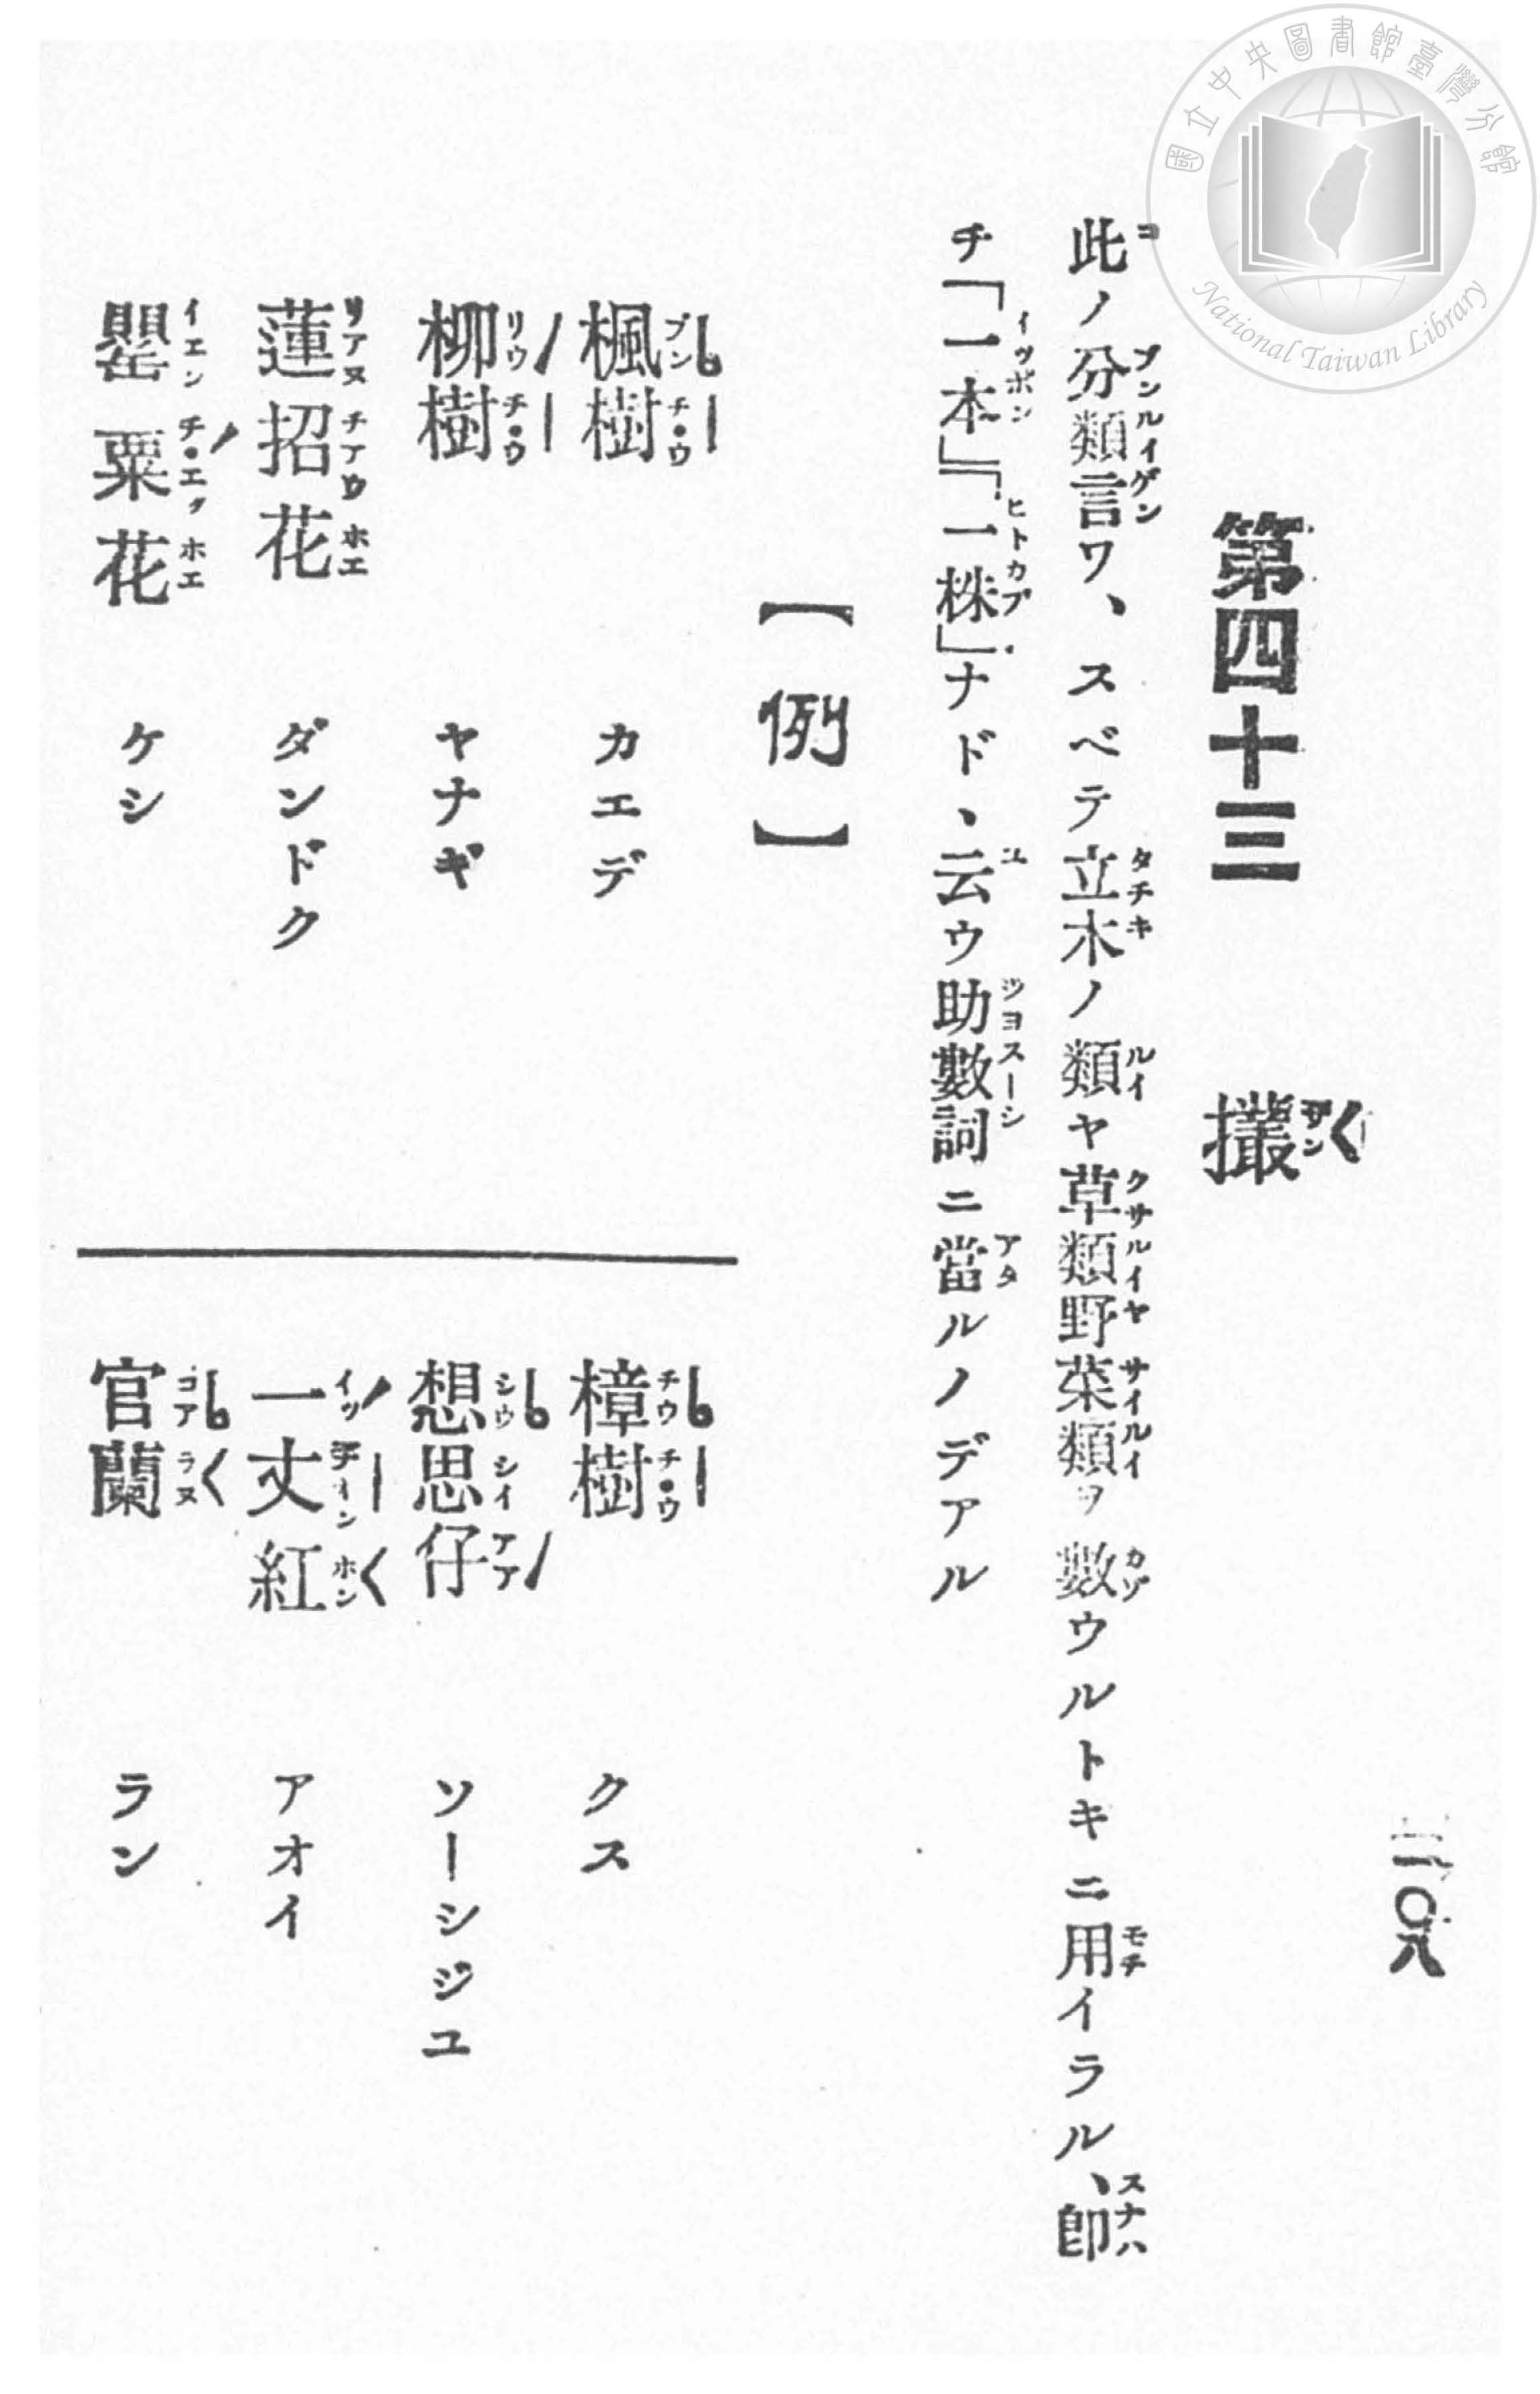 二〇八
第四十三 欉
此ノ分類言ワ、スベテ立木ノ類ヤ草類野菜類ヲ數ウルトキニ用イラル、卽
チ「一本」「一株」ナド、云ウ助數詞ニ當ルノデアル
【例】
楓樹 カエデ
柳樹 ヤナギ
蓮招花 ダンドク
罌粟花 ケシ
樟樹 クス
想思仔 ソーシジユ
一丈紅 アオイ
官蘭 ラン
國立中央圖書館臺灣分館
National Taiwan Library